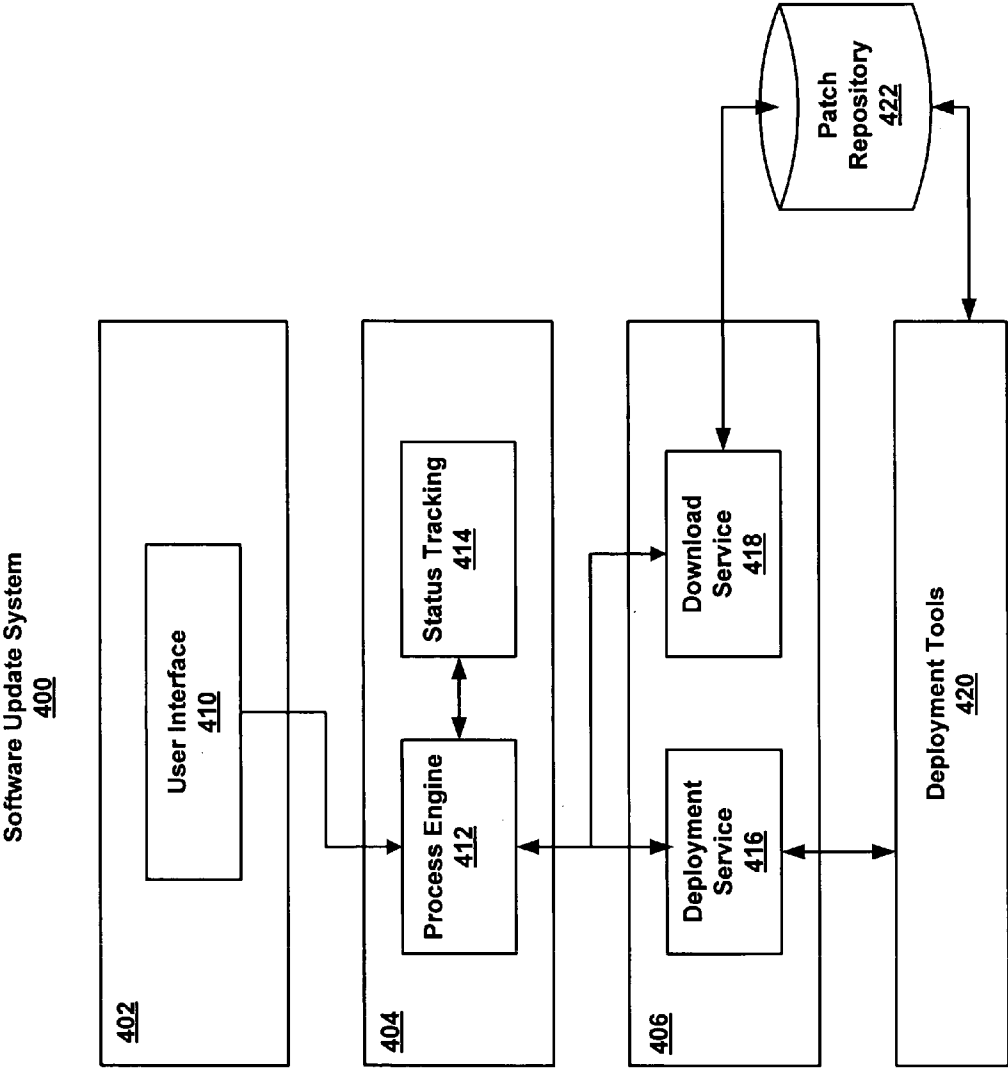 Software Update System
400
402
User Interface
410
404
Process Engine
412
Status Tracking
414
406
Deployment
Service
416
Download
Service
418
Deployment Tools
420
Patch
Repository
422